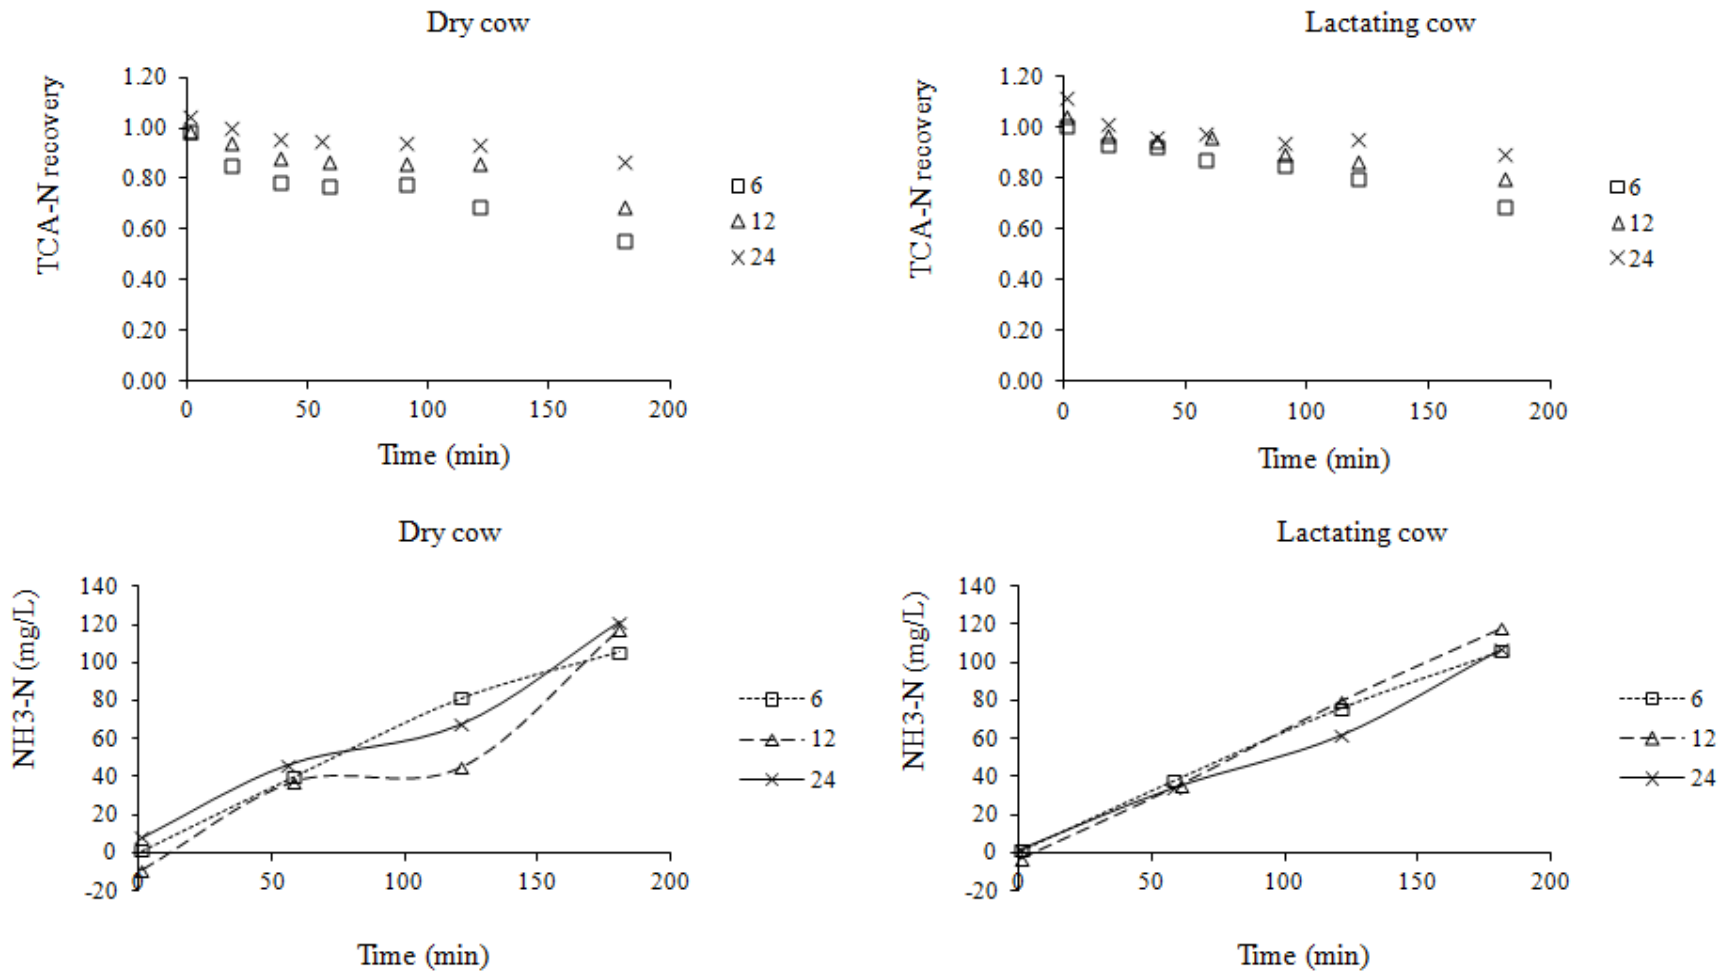 Dry cow
TCA-N recovery
1.20
1.00
0.80
0.60
0.40
0.20
0.00
0 50 100 150 200
Time (min)
6
12
24
Lactating cow
TCA-N recovery
1.20
1.00
0.80
0.60
0.40
0.20
0.00
0 50 100 150 200
Time (min)
6
12
24
Dry cow
NH3-N (mg/L)
140
120
100
80
60
40
20
0
-20
0 50 100 150 200
Time (min)
6
12
24
Lactating cow
NH3-N (mg/L)
140
120
100
80
60
40
20
0
-20
0 50 100 150 200
Time (min)
6
12
24